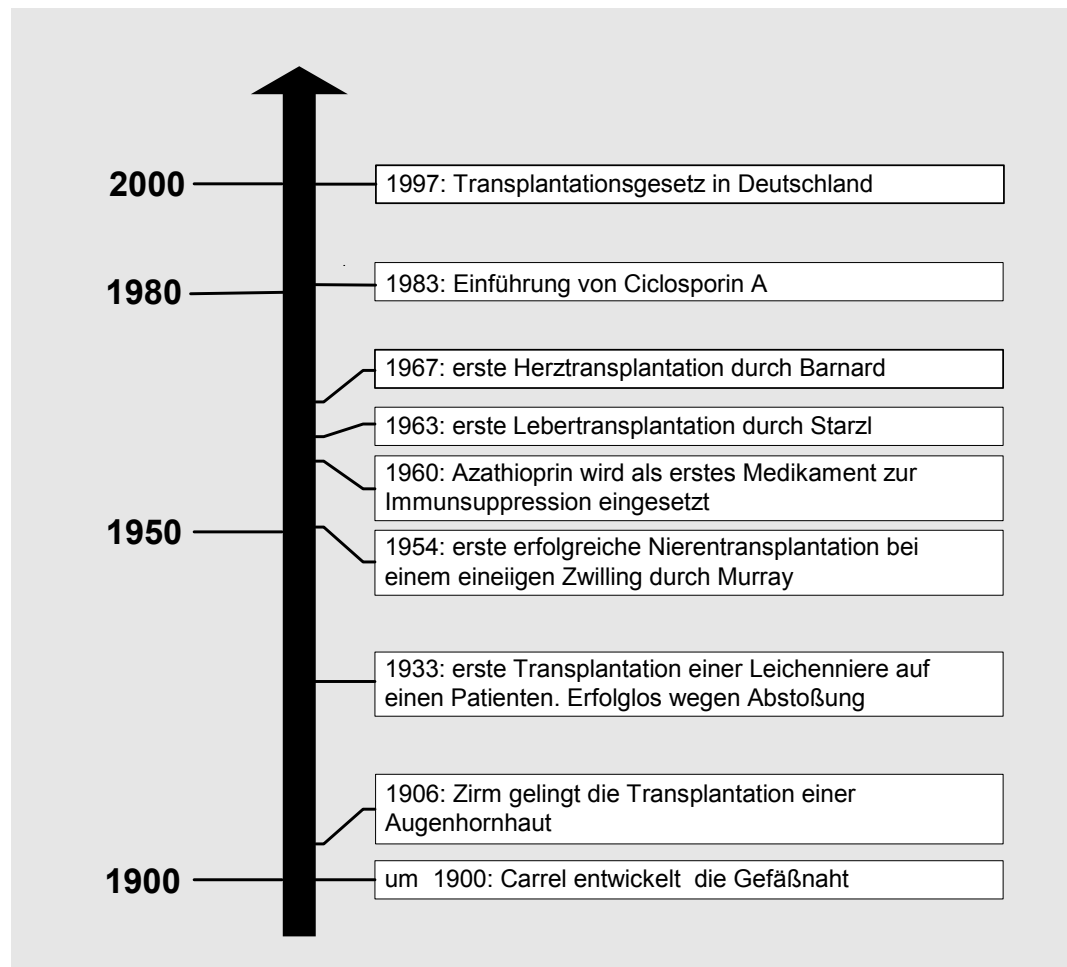 2000
1997: Transplantationsgesetz in Deutschland
1980
1983: Einführung von Ciclosporin A
1967: erste Herztransplantation durch Barnard
1963: erste Lebertransplantation durch Starzl
1960: Azathioprin wird als erstes Medikament zur
Immunsuppression eingesetzt
1950
1954: erste erfolgreiche Nierentransplantation bei
einem eineiigen Zwilling durch Murray
1933: erste Transplantation einer Leichenniere auf
einen Patienten. Erfolglos wegen Abstoßung
1906: Zirm gelingt die Transplantation einer
Augenhornhaut
1900
um 1900: Carrel entwickelt die Gefäßnaht